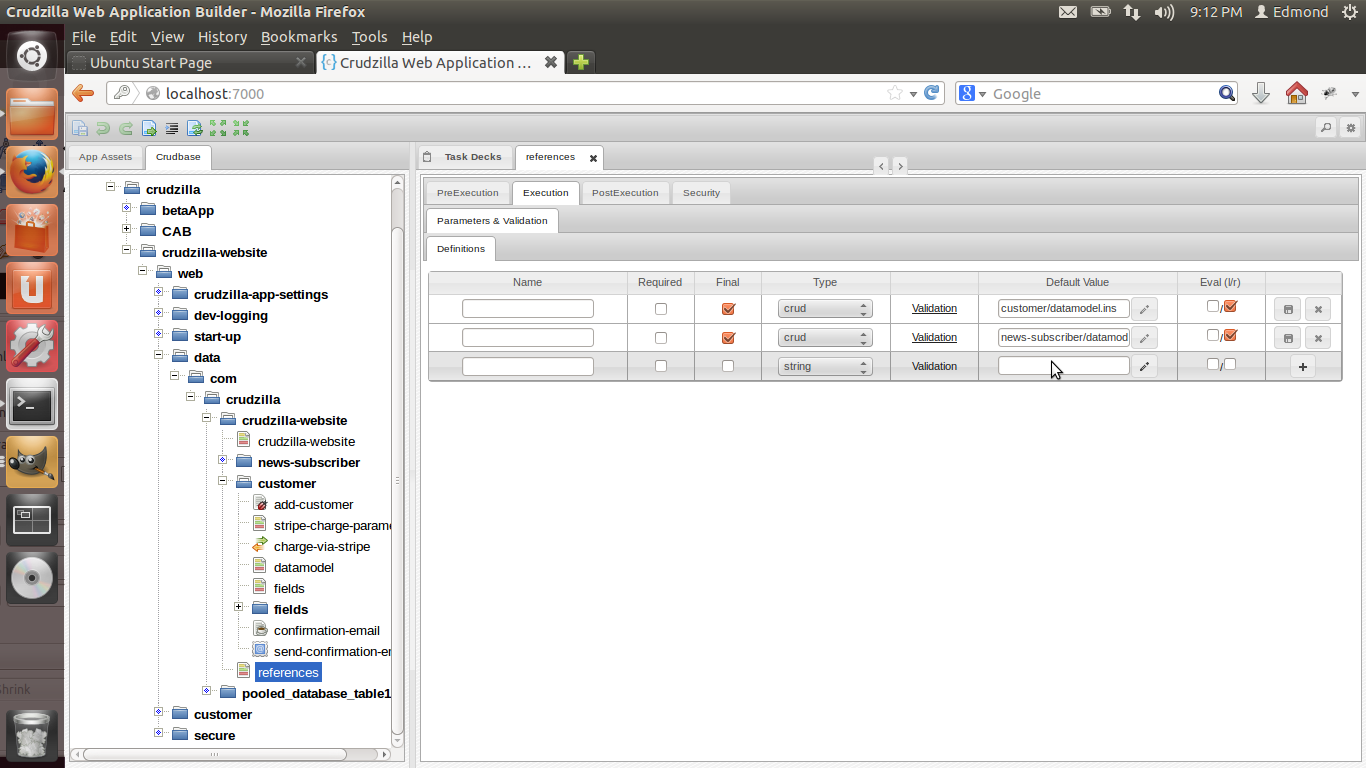 Crudzilla Web Application Builder - Mozilla Firefox
9:12 PM Edmond
File Edit View History Bookmarks Tools Help
Ubuntu Start Page
{c} Crudzilla Web Application ...
localhost:7000
Google
App Assets
Crudbase
Task Decks
references
crudzilla
betaApp
CAB
crudzilla-website
web
crudzilla-app-settings
dev-logging
start-up
data
com
crudzilla
crudzilla-website
crudzilla-website
news-subscriber
customer
add-customer
stripe-charge-parame
charge-via-stripe
datamodel
fields
fields
confirmation-email
send-confirmation-er
references
pooled_database_table1
customer
secure
PreExecution Execution PostExecution Security
Parameters & Validation
Definitions
Name Required Final Type Default Value Eval (l/r)
crud Validation customer/datamodel.ins /
crud Validation news-subscriber/datamod /
string Validation /
Shrink